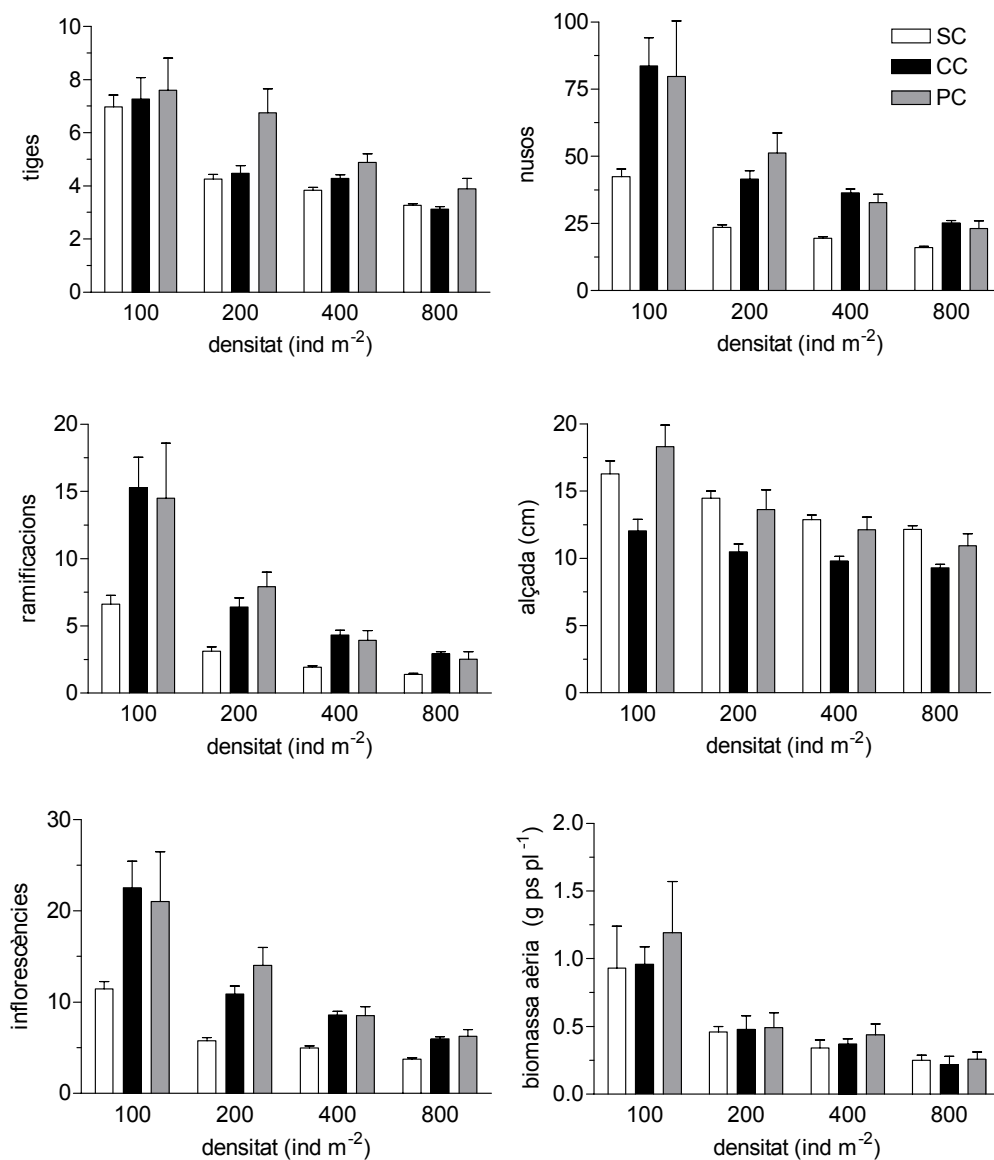 tiges
10
8
6
4
2
0
100 200 400 800
densitat (ind m⁻²)
nusos
100
75
50
25
0
100 200 400 800
densitat (ind m⁻²)
SC
CC
PC
ramificacions
20
15
10
5
0
100 200 400 800
densitat (ind m⁻²)
alçada (cm)
20
15
10
5
0
100 200 400 800
densitat (ind m⁻²)
inflorescències
30
20
10
0
100 200 400 800
densitat (ind m⁻²)
biomassa aèria (g ps pl⁻¹)
2.0
1.5
1.0
0.5
0.0
100 200 400 800
densitat (ind m⁻²)